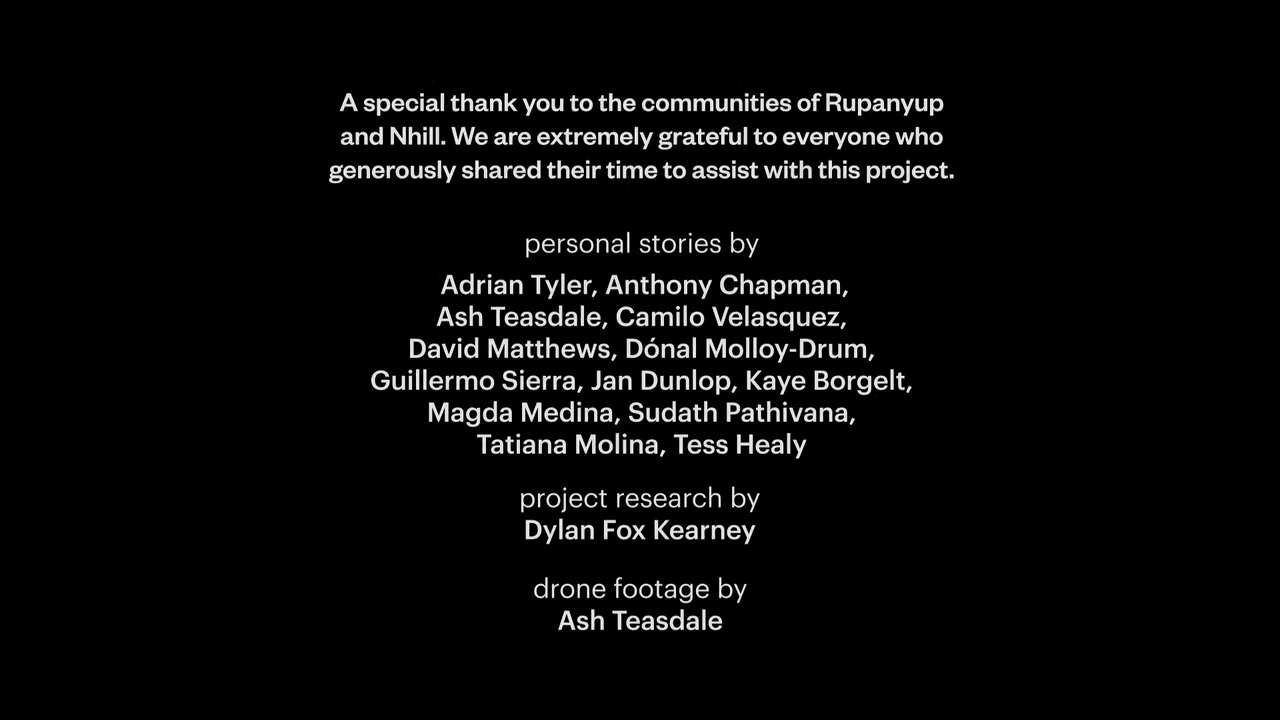 A special thank you to the communities of Rupanyup
and Nhill. We are extremely grateful to everyone who
generously shared their time to assist with this project.
personal stories by
Adrian Tyler, Anthony Chapman,
Ash Teasdale, Camilo Velasquez,
David Matthews, Dónal Molloy-Drum,
Guillermo Sierra, Jan Dunlop, Kaye Borgelt,
Magda Medina, Sudath Pathivana,
Tatiana Molina, Tess Healy
project research by
Dylan Fox Kearney
drone footage by
Ash Teasdale